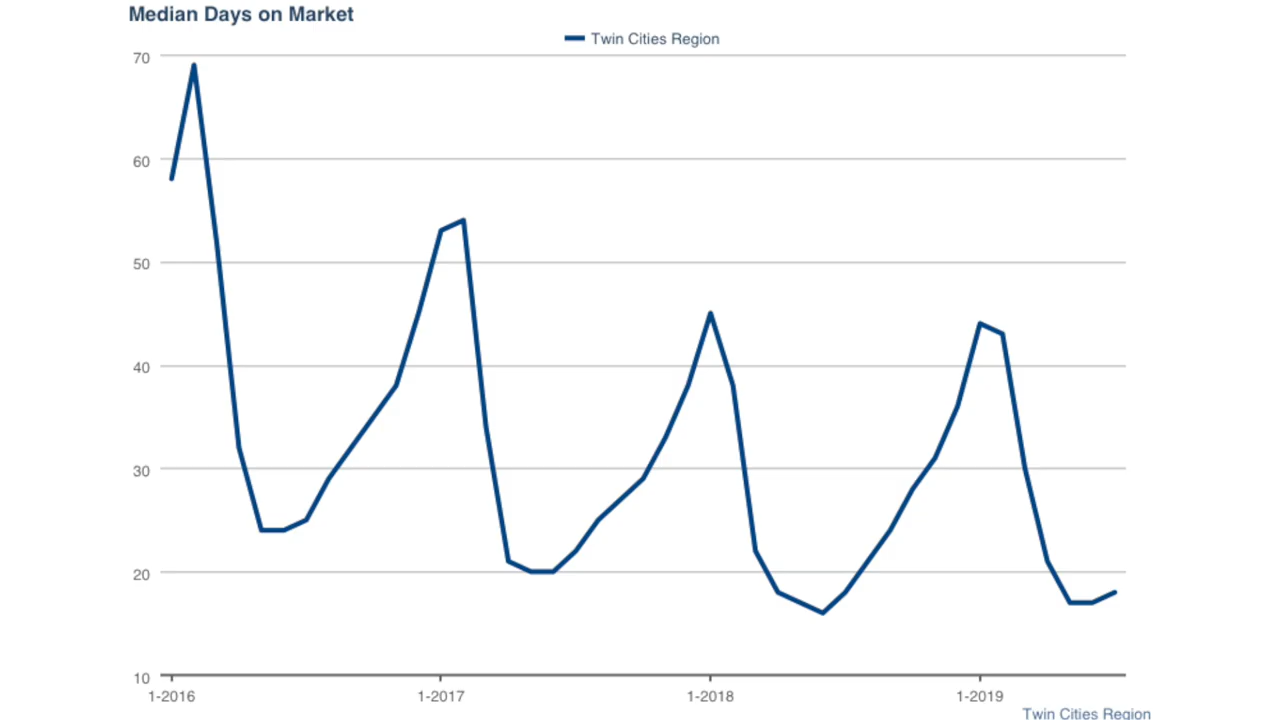 Median Days on Market
Twin Cities Region
70
60
50
40
30
20
10
1-2016 1-2017 1-2018 1-2019
Twin Cities Region